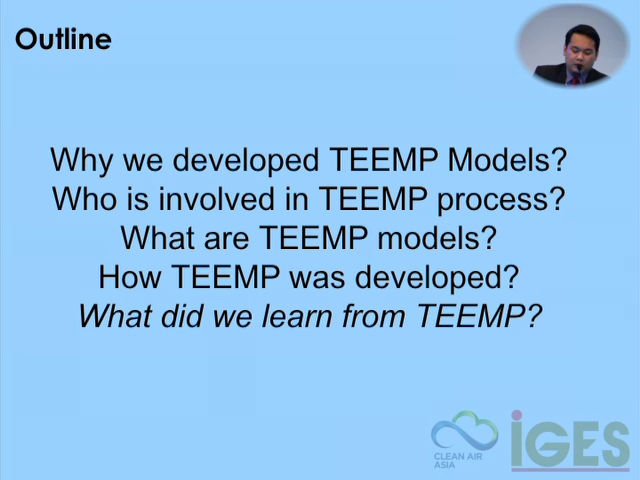 Outline
Why we developed TEEMP Models?
Who is involved in TEEMP process?
What are TEEMP models?
How TEEMP was developed?
What did we learn from TEEMP?
CLEAN AIR
ASIA
iGES